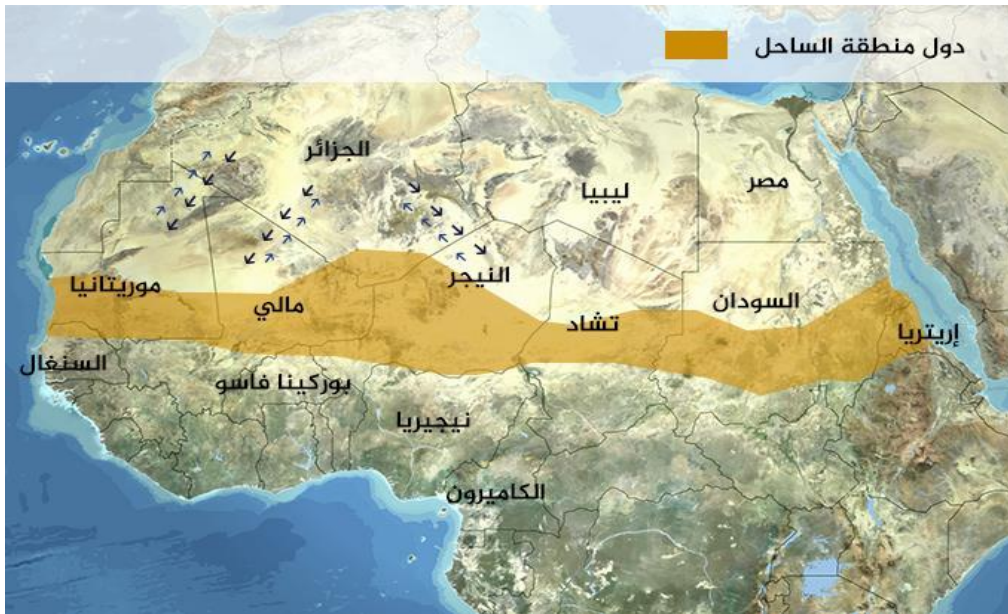 دول منطقة الساحل
الجزائر
ليبيا
مصر
موريتانيا
مالي
النيجر
تشاد
السودان
إريتريا
السنغال
بوركينا فاسو
نيجيريا
الكاميرون